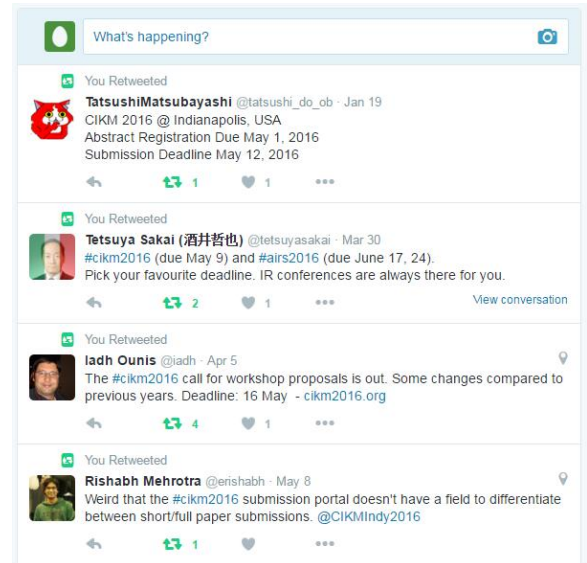 What's happening?
You Retweeted
TatsushiMatsubayashi @tatsushi_do_ob · Jan 19
CIKM 2016 @ Indianapolis, USA
Abstract Registration Due May 1, 2016
Submission Deadline May 12, 2016
1 1
You Retweeted
Tetsuya Sakai (酒井哲也) @tetsuyasakai · Mar 30
#cikm2016 (due May 9) and #airs2016 (due June 17, 24).
Pick your favourite deadline. IR conferences are always there for you.
2 1 View conversation
You Retweeted
Iadh Ounis @iadh · Apr 5
The #cikm2016 call for workshop proposals is out. Some changes compared to
previous years. Deadline: 16 May - cikm2016.org
4 1
You Retweeted
Rishabh Mehrotra @erishabh · May 8
Weird that the #cikm2016 submission portal doesn't have a field to differentiate
between short/full paper submissions. @CIKMIndy2016
1